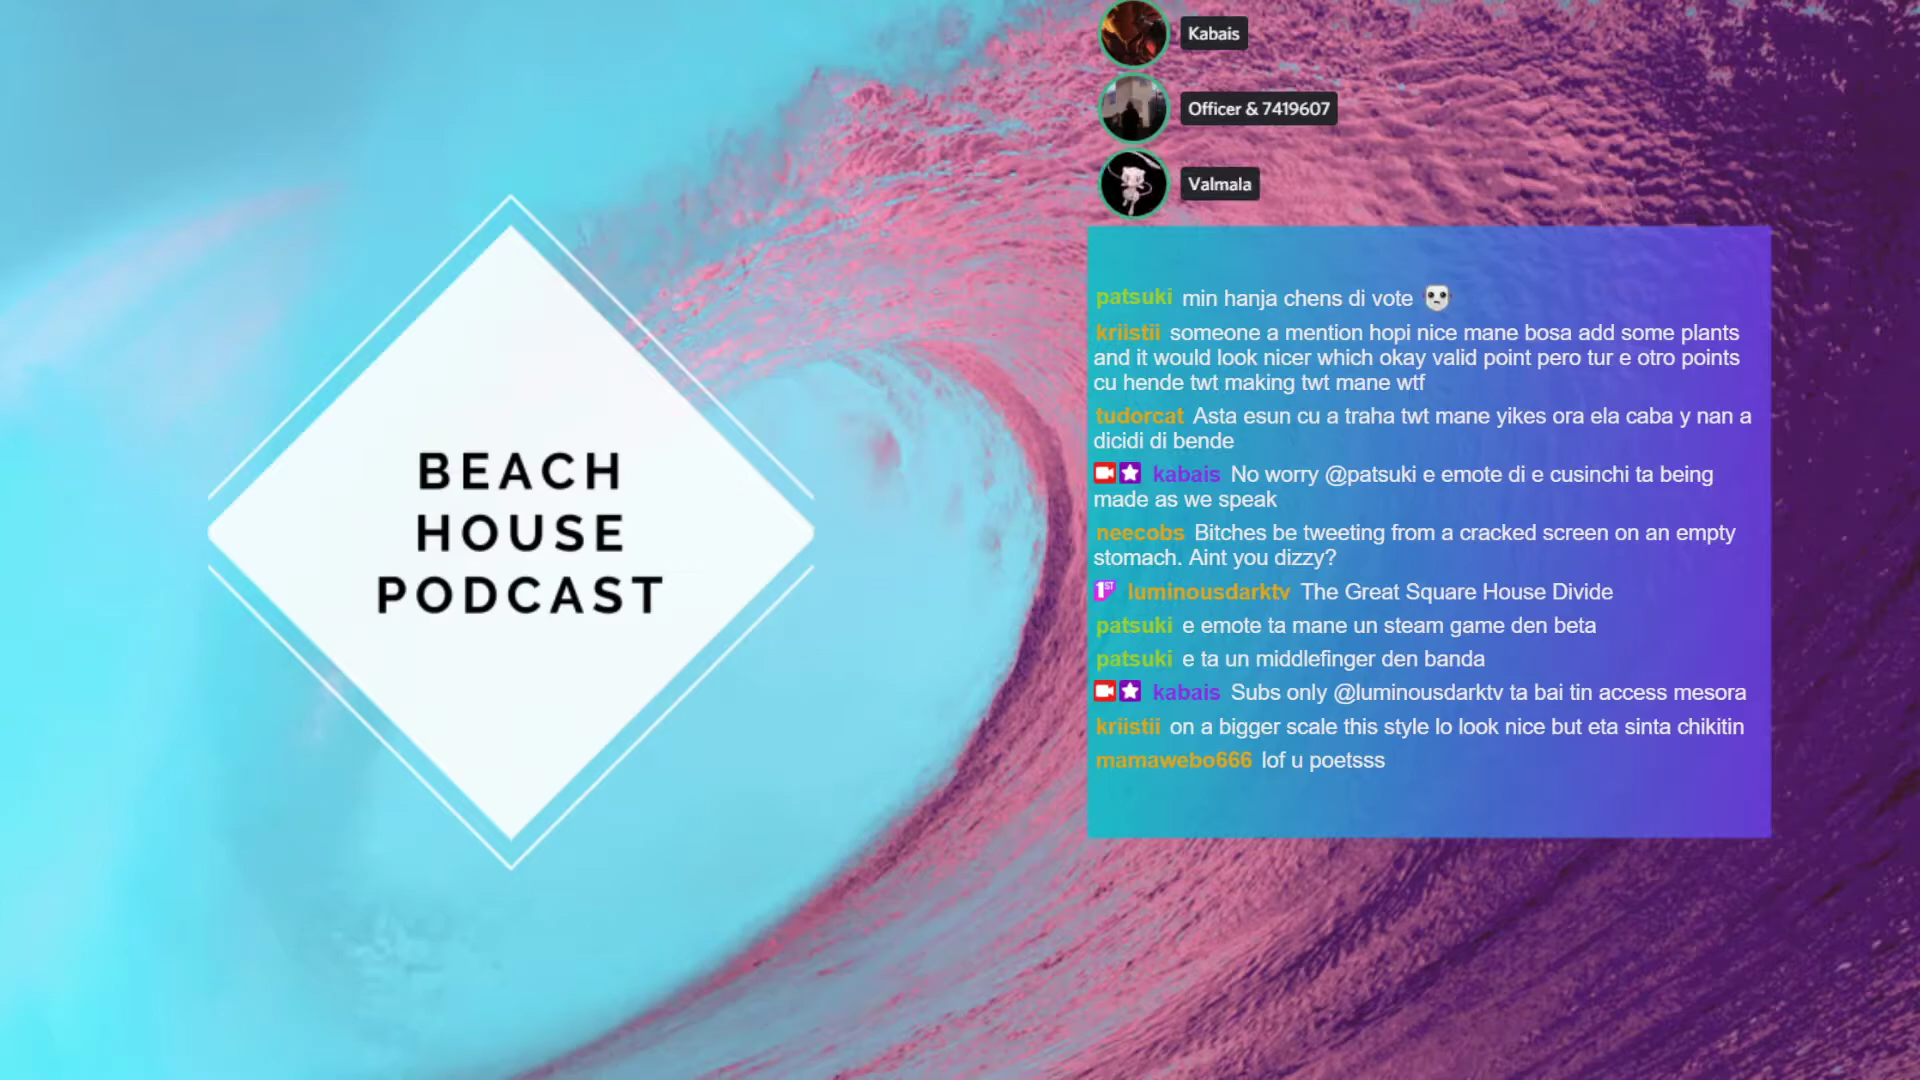 Kabais
Officer & 7419607
Valmala
BEACH
HOUSE
PODCAST
patsuki min hanja chens di vote
kriistii someone a mention hopi nice mane bosa add some plants
and it would look nicer which okay valid point pero tur e otro points
cu hende twt making twt mane wtf
tudorcat Asta esun cu a traha twt mane yikes ora ela caba y nan a
dicidi di bende
kabais No worry @patsuki e emote di e cusinchi ta being
made as we speak
neecobs Bitches be tweeting from a cracked screen on an empty
stomach. Aint you dizzy?
1ST luminousdarktv The Great Square House Divide
patsuki e emote ta mane un steam game den beta
patsuki e ta un middlefinger den banda
kabais Subs only @luminousdarktv ta bai tin access mesora
kriistii on a bigger scale this style lo look nice but eta sinta chikitin
mamawebo666 lof u poetsss